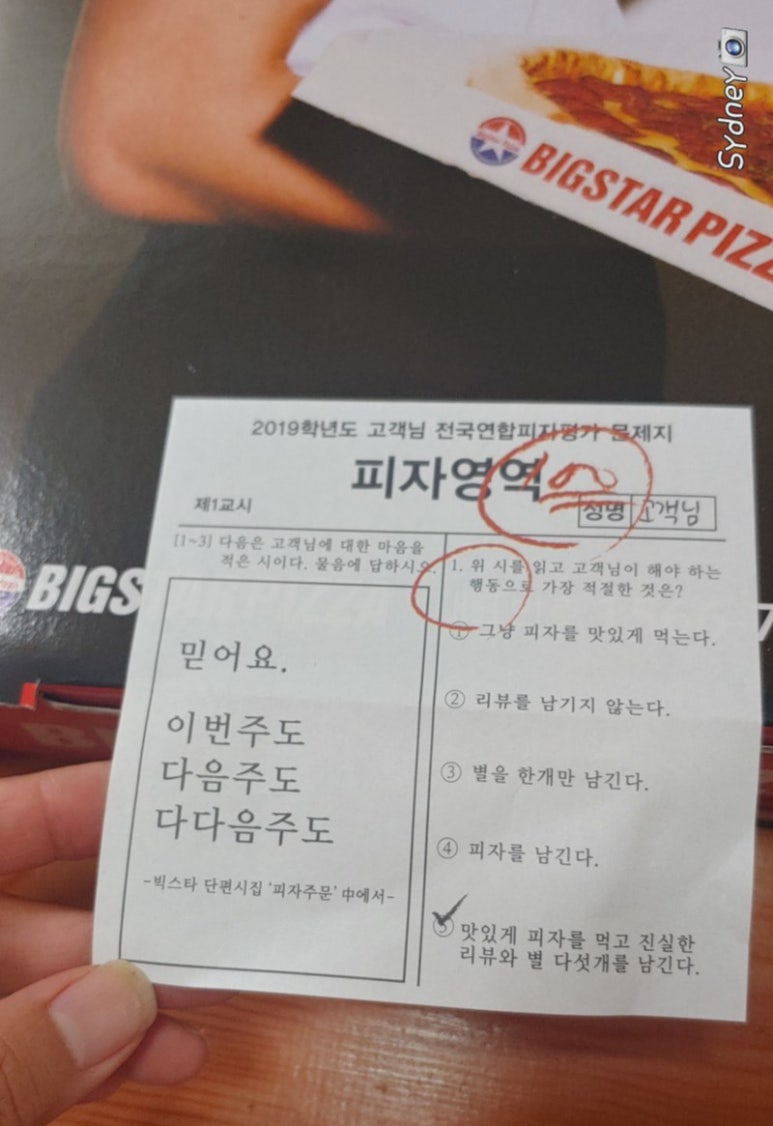 Sydney
BIGSTAR PIZZ
2019학년도 고객님 전국연합피자평가 문제지
피자영역
100
제1교시
성명 고객님
[1~3] 다음은 고객님에 대한 마음을
적은 시이다. 물음에 답하시오.
믿어요.
이번주도
다음주도
다다음주도
-빅스타 단편시집 '피자주문' 中에서-
1. 위 시를 읽고 고객님이 해야 하는
행동으로 가장 적절한 것은?
① 그냥 피자를 맛있게 먹는다.
② 리뷰를 남기지 않는다.
③ 별을 한개만 남긴다.
④ 피자를 남긴다.
⑤ 맛있게 피자를 먹고 진실한
리뷰와 별 다섯개를 남긴다.
BIGS